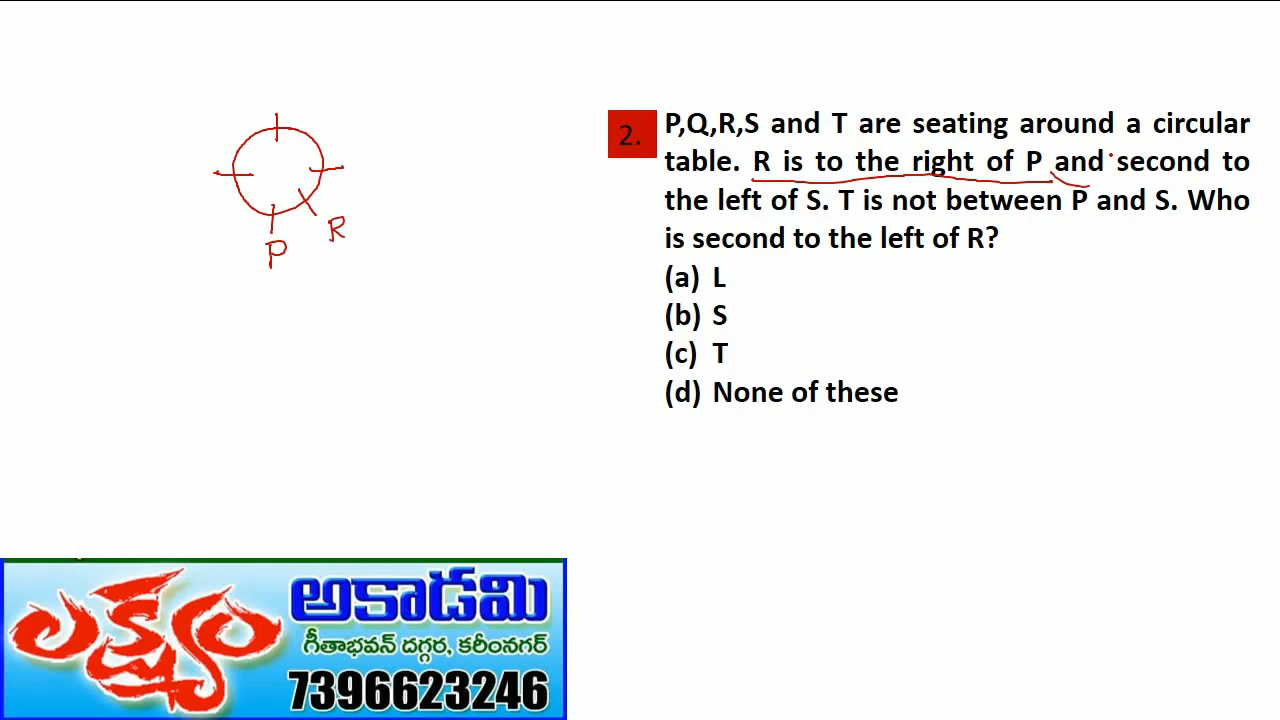 2.
P,Q,R,S and T are seating around a circular
table. R is to the right of P and second to
the left of S. T is not between P and S. Who
is second to the left of R?
(a) L
(b) S
(c) T
(d) None of these
P
R
లక్ష్యం
అకాడమి
గీతాభవన్ దగ్గర, కరీంనగర్
7396623246